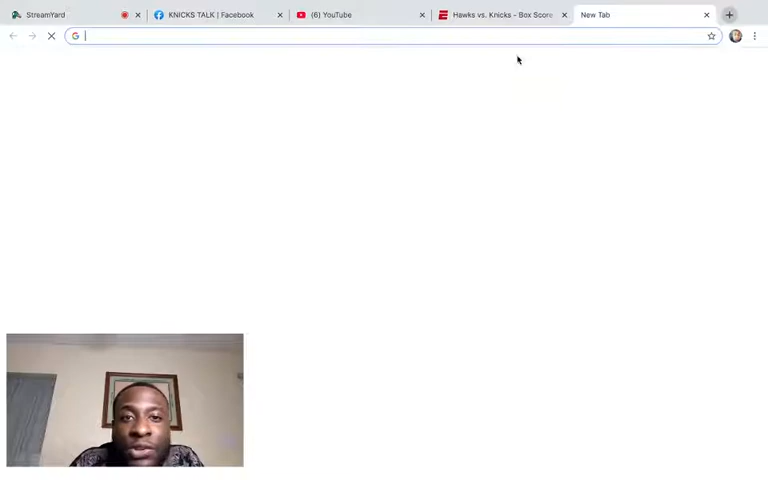 StreamYard
KNICKS TALK | Facebook
(6) YouTube
Hawks vs. Knicks - Box Score
New Tab